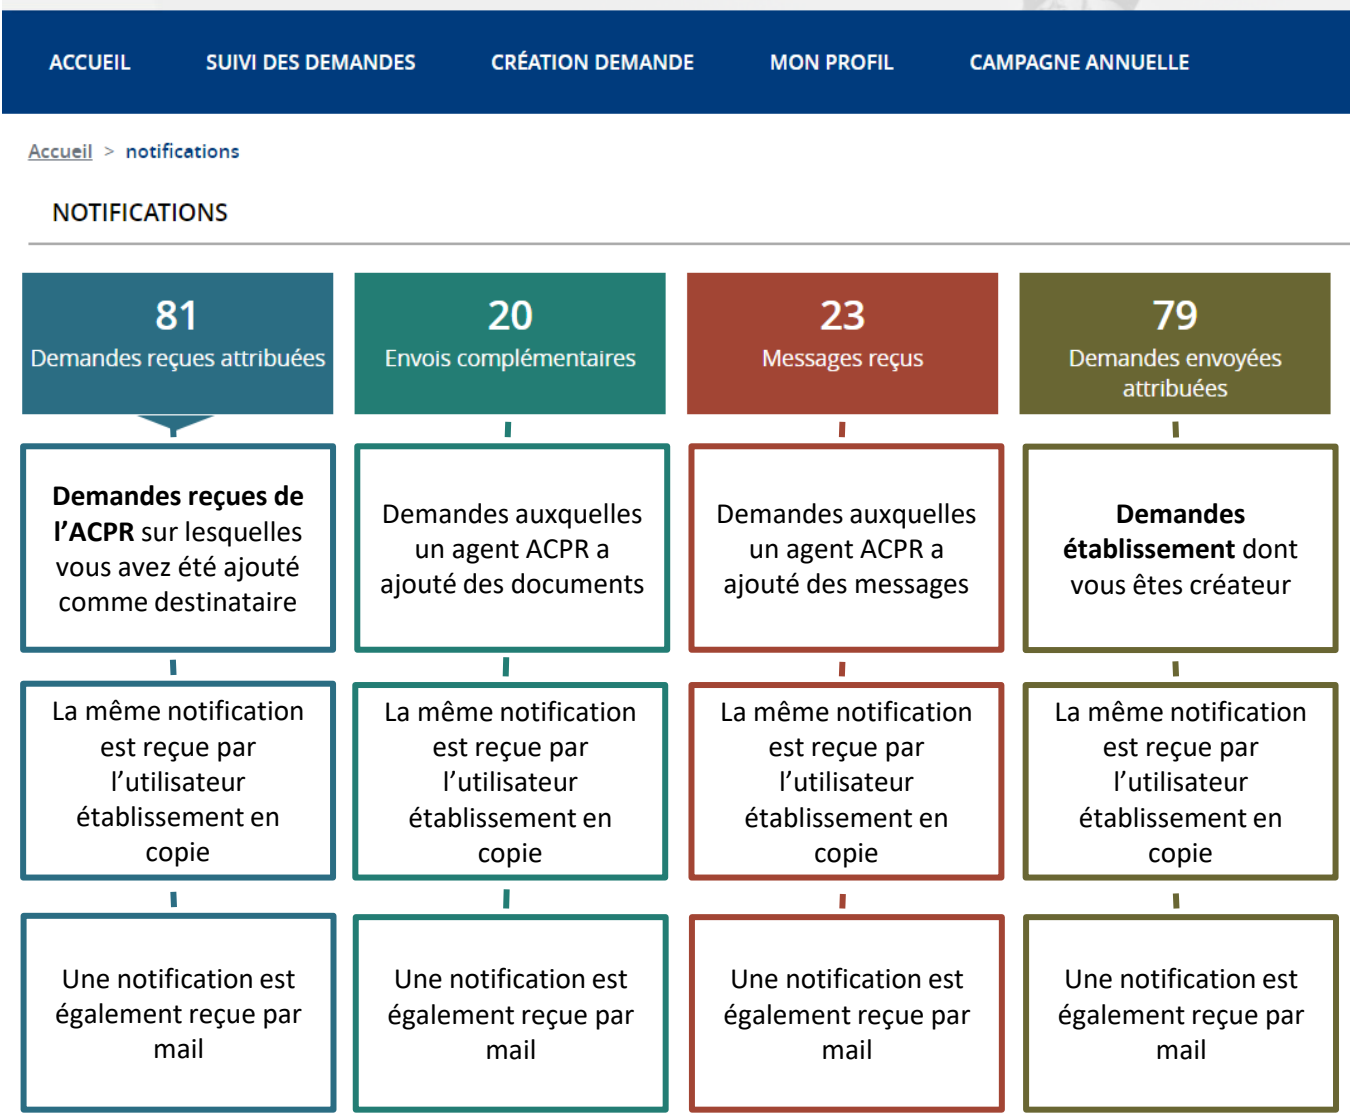 ACCUEIL SUIVI DES DEMANDES CRÉATION DEMANDE MON PROFIL CAMPAGNE ANNUELLE
Accueil > notifications
NOTIFICATIONS
81
Demandes reçues attribuées
20
Envois complémentaires
23
Messages reçus
79
Demandes envoyées
attribuées
Demandes reçues de
l’ACPR sur lesquelles
vous avez été ajouté
comme destinataire
Demandes auxquelles
un agent ACPR a
ajouté des documents
Demandes auxquelles
un agent ACPR a
ajouté des messages
Demandes
établissement dont
vous êtes créateur
La même notification
est reçue par
l’utilisateur
établissement en
copie
La même notification
est reçue par
l’utilisateur
établissement en
copie
La même notification
est reçue par
l’utilisateur
établissement en
copie
La même notification
est reçue par
l’utilisateur
établissement en
copie
Une notification est
également reçue par
mail
Une notification est
également reçue par
mail
Une notification est
également reçue par
mail
Une notification est
également reçue par
mail